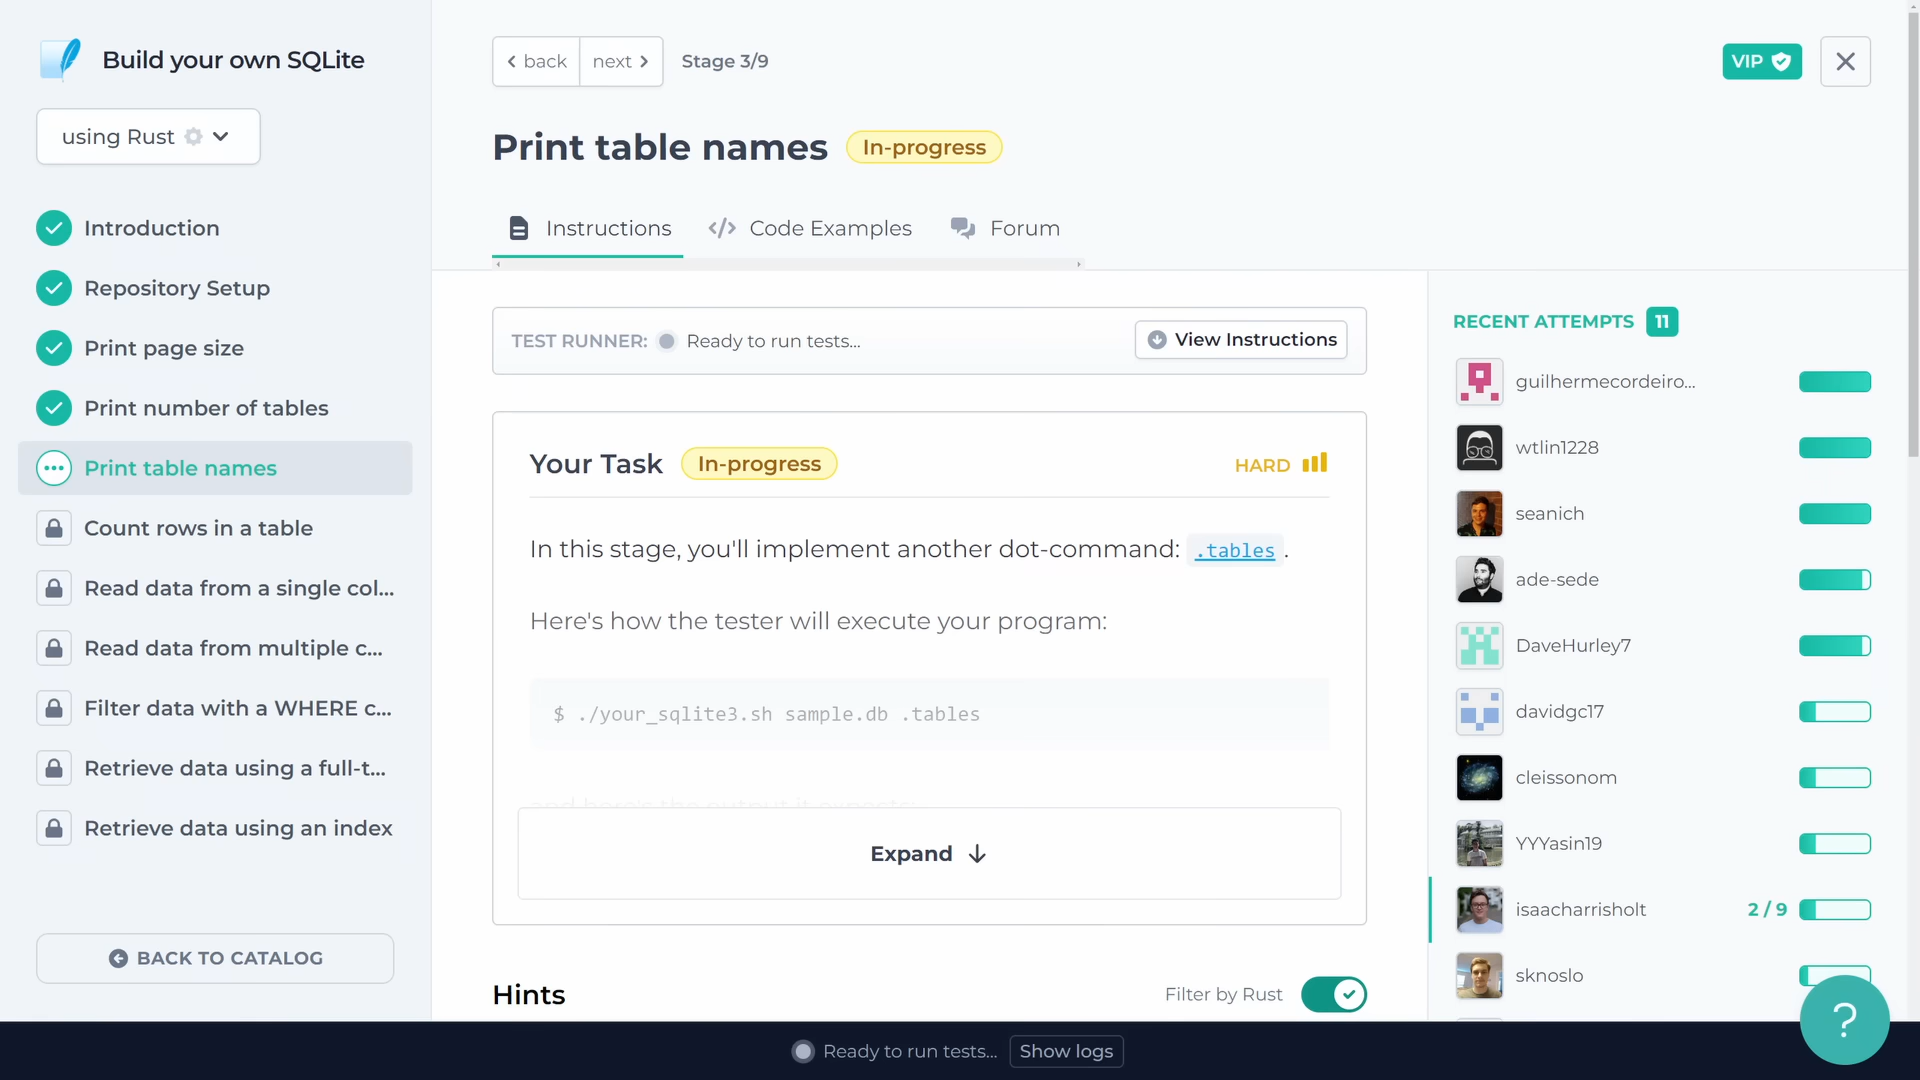 Build your own SQLite
using Rust
Introduction
Repository Setup
Print page size
Print number of tables
Print table names
Count rows in a table
Read data from a single col...
Read data from multiple c...
Filter data with a WHERE c...
Retrieve data using a full-t...
Retrieve data using an index
BACK TO CATALOG
back
next
Stage 3/9
VIP
Print table names
In-progress
Instructions
Code Examples
Forum
TEST RUNNER:
Ready to run tests...
View Instructions
Your Task
In-progress
HARD
In this stage, you'll implement another dot-command: .tables.
Here's how the tester will execute your program:
$ ./your_sqlite3.sh sample.db .tables
and here's the output it expects:
Expand
Hints
Filter by Rust
RECENT ATTEMPTS 11
guilhermecordeiro...
wtlin1228
seanich
ade-sede
DaveHurley7
davidgc17
cleissonom
YYYasin19
isaacharrisholt
2 / 9
sknoslo
?
Ready to run tests...
Show logs